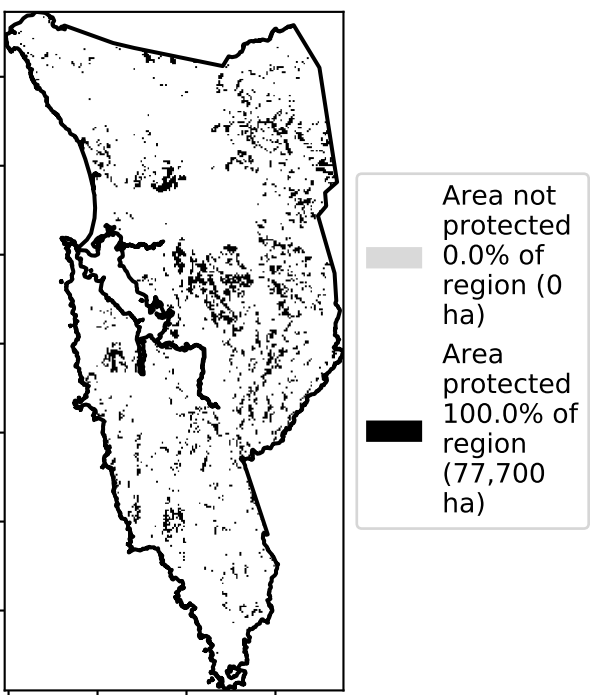 Area not
protected
0.0% of
region (0
ha)
Area
protected
100.0% of
region
(77,700
ha)